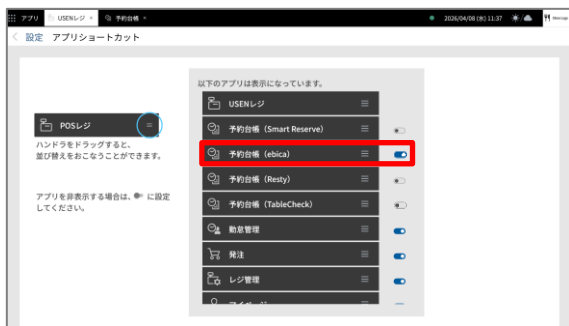 アプリ USENレジ × 予約台帳 × 2026/04/08 (水) 11:37
設定 アプリショートカット
以下のアプリは表示になっています。
USENレジ
POSレジ
予約台帳 (Smart Reserve)
ハンドラをドラッグすると、
並び替えをおこなうことができます。
予約台帳 (ebica)
予約台帳 (Resty)
アプリを非表示する場合は、 に設定
してください。
予約台帳 (TableCheck)
勤怠管理
発注
レジ管理
マイページ